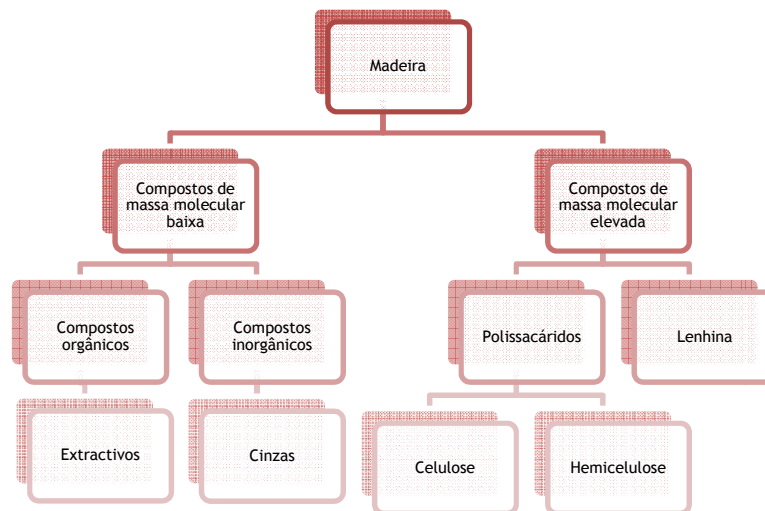 Madeira
Compostos de
massa molecular
baixa
Compostos de
massa molecular
elevada
Compostos
orgânicos
Compostos
inorgânicos
Polissacáridos
Lenhina
Extractivos
Cinzas
Celulose
Hemicelulose